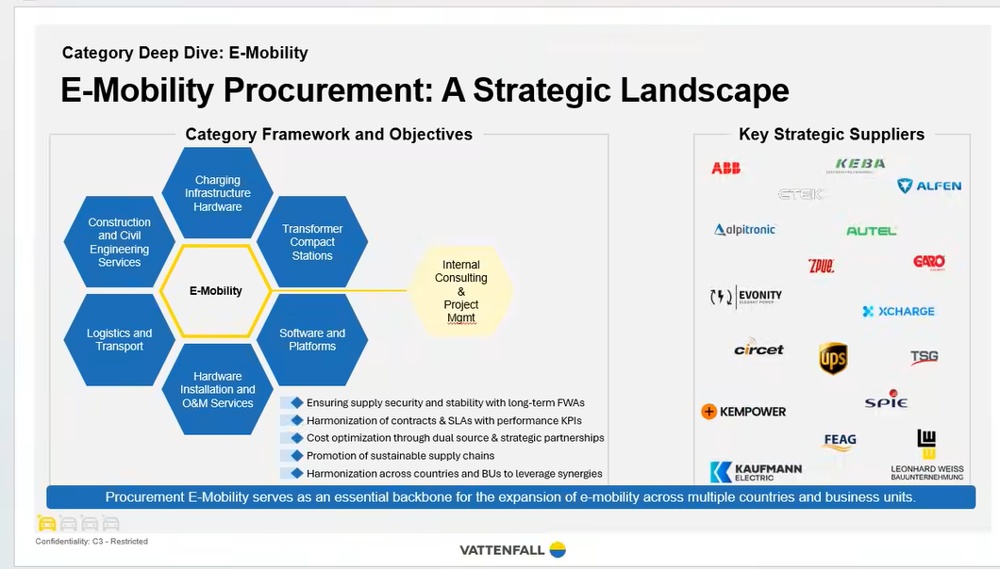 Category Deep Dive: E-Mobility
E-Mobility Procurement: A Strategic Landscape
Category Framework and Objectives
Charging
Infrastructure
Hardware
Construction
and Civil
Engineering
Services
Transformer
Compact
Stations
E-Mobility
Internal
Consulting
&
Project
Mgmt
Logistics and
Transport
Software and
Platforms
Hardware
Installation and
O&M Services
Ensuring supply security and stability with long-term FWAs
Harmonization of contracts & SLAs with performance KPIs
Cost optimization through dual source & strategic partnerships
Promotion of sustainable supply chains
Harmonization across countries and BUs to leverage synergies
Key Strategic Suppliers
ABB
KEBA
CTEK
ALFEN
alpitronic
AUTEL
ZPUE
GARO
EVONITY
ELEGANT POWER
XCHARGE
circet
ups
TSG
KEMPOWER
SPIE
FEAG
LEONHARD WEISS
BAUUNTERNEHMUNG
KAUFMANN
ELECTRIC
Procurement E-Mobility serves as an essential backbone for the expansion of e-mobility across multiple countries and business units.
Confidentiality: C3 - Restricted
VATTENFALL